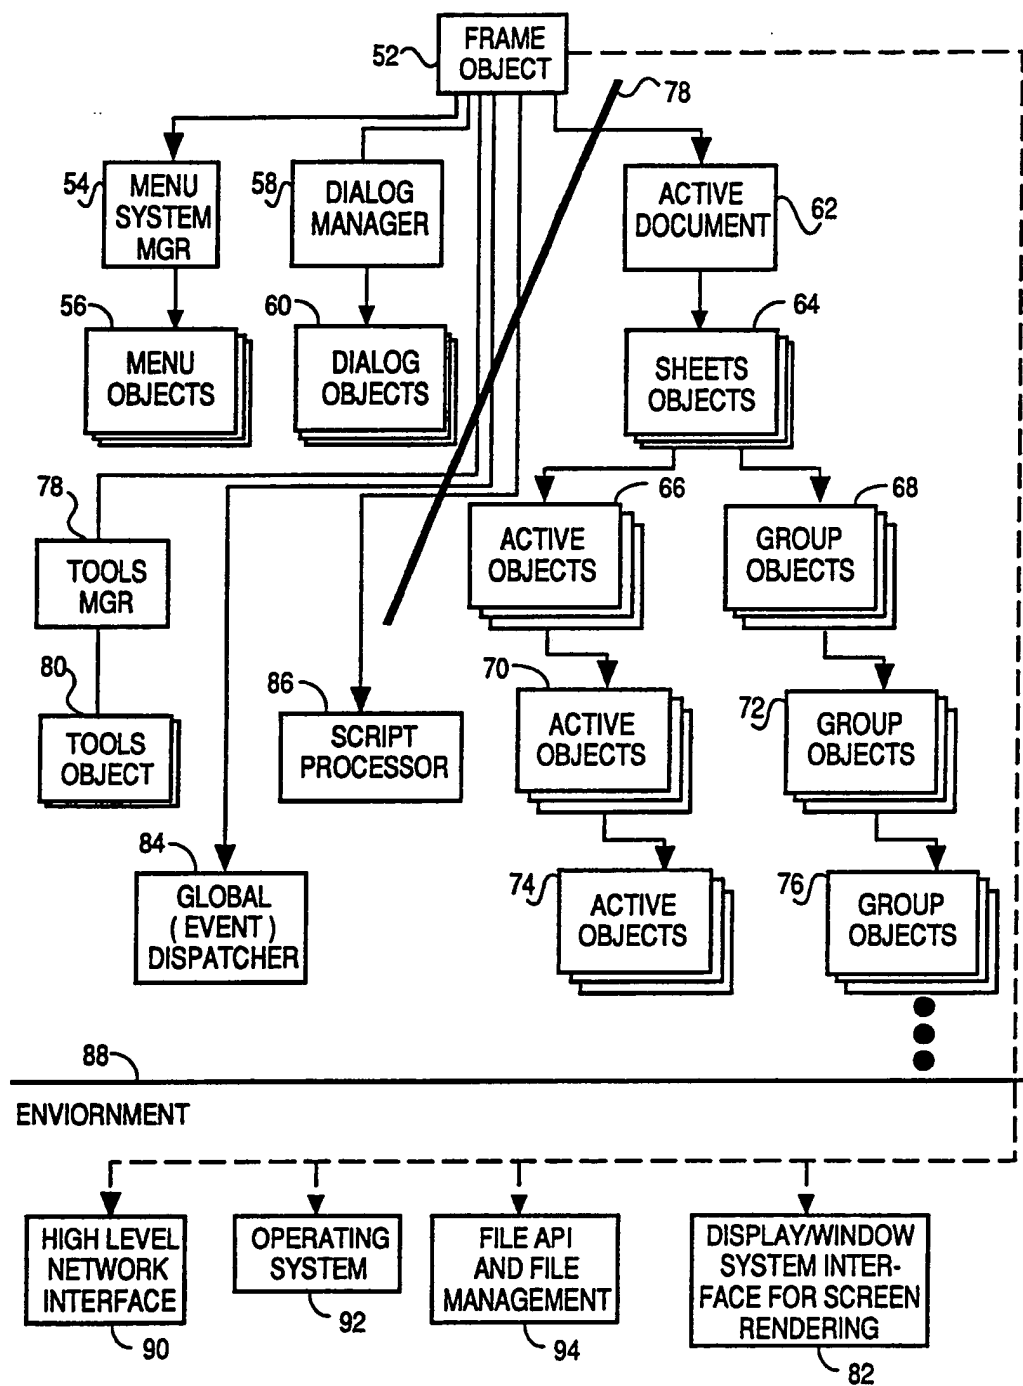 FRAME
OBJECT
52
78
54
MENU
SYSTEM
MGR
58
DIALOG
MANAGER
ACTIVE
DOCUMENT
62
56
MENU
OBJECTS
60
DIALOG
OBJECTS
64
SHEETS
OBJECTS
78
TOOLS
MGR
66
ACTIVE
OBJECTS
68
GROUP
OBJECTS
80
TOOLS
OBJECT
86
SCRIPT
PROCESSOR
70
ACTIVE
OBJECTS
72
GROUP
OBJECTS
84
GLOBAL
( EVENT )
DISPATCHER
74
ACTIVE
OBJECTS
76
GROUP
OBJECTS
88
ENVIORNMENT
HIGH LEVEL
NETWORK
INTERFACE
90
OPERATING
SYSTEM
92
FILE API
AND FILE
MANAGEMENT
94
DISPLAY/WINDOW
SYSTEM INTER-
FACE FOR SCREEN
RENDERING
82